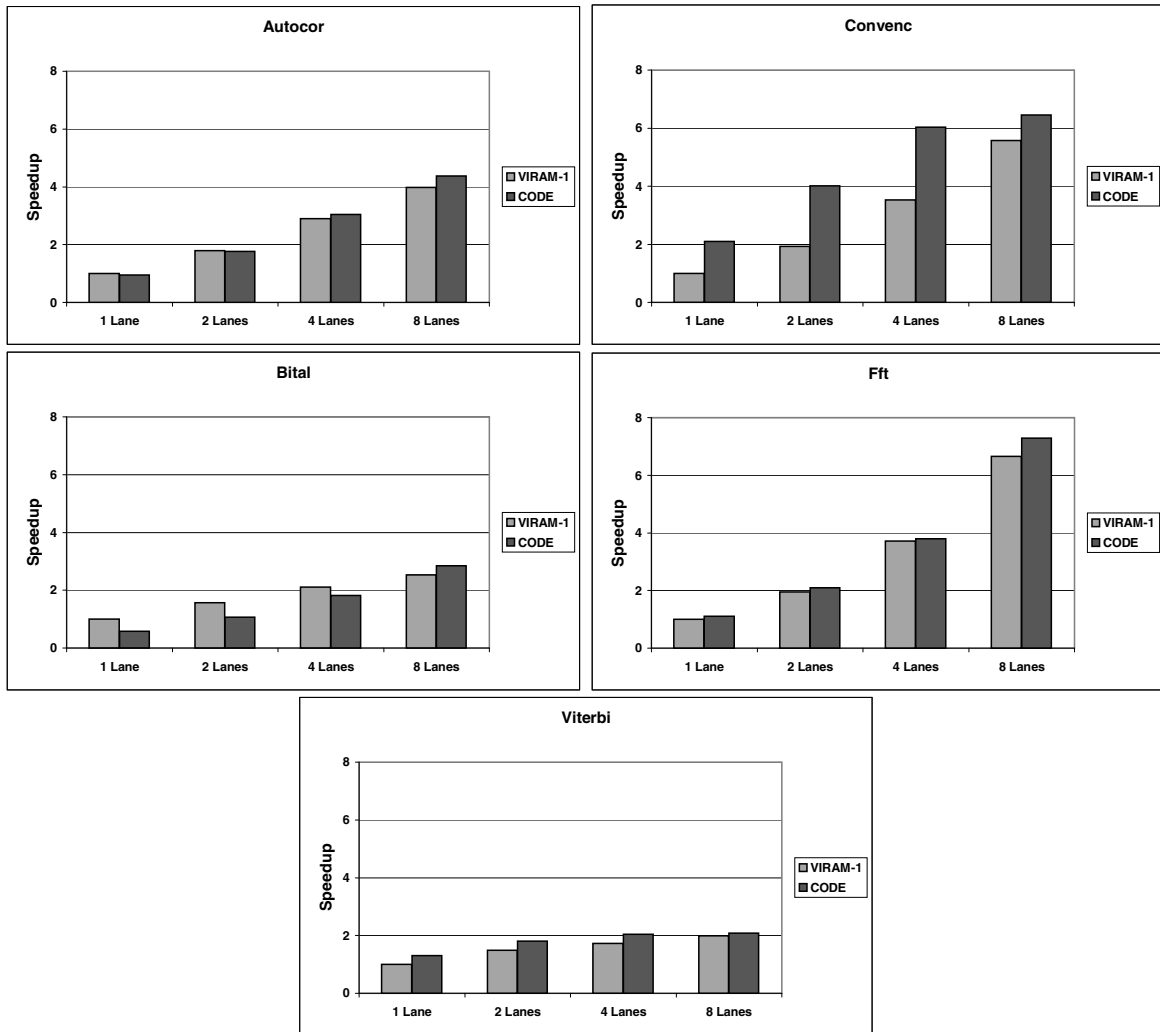 Autocor
8
6
4
2
0
Speedup
1 Lane 2 Lanes 4 Lanes 8 Lanes
VIRAM-1
CODE
Convenc
8
6
4
2
0
Speedup
1 Lane 2 Lanes 4 Lanes 8 Lanes
VIRAM-1
CODE
Bital
8
6
4
2
0
Speedup
1 Lane 2 Lanes 4 Lanes 8 Lanes
VIRAM-1
CODE
Fft
8
6
4
2
0
Speedup
1 Lane 2 Lanes 4 Lanes 8 Lanes
VIRAM-1
CODE
Viterbi
8
6
4
2
0
Speedup
1 Lane 2 Lanes 4 Lanes 8 Lanes
VIRAM-1
CODE